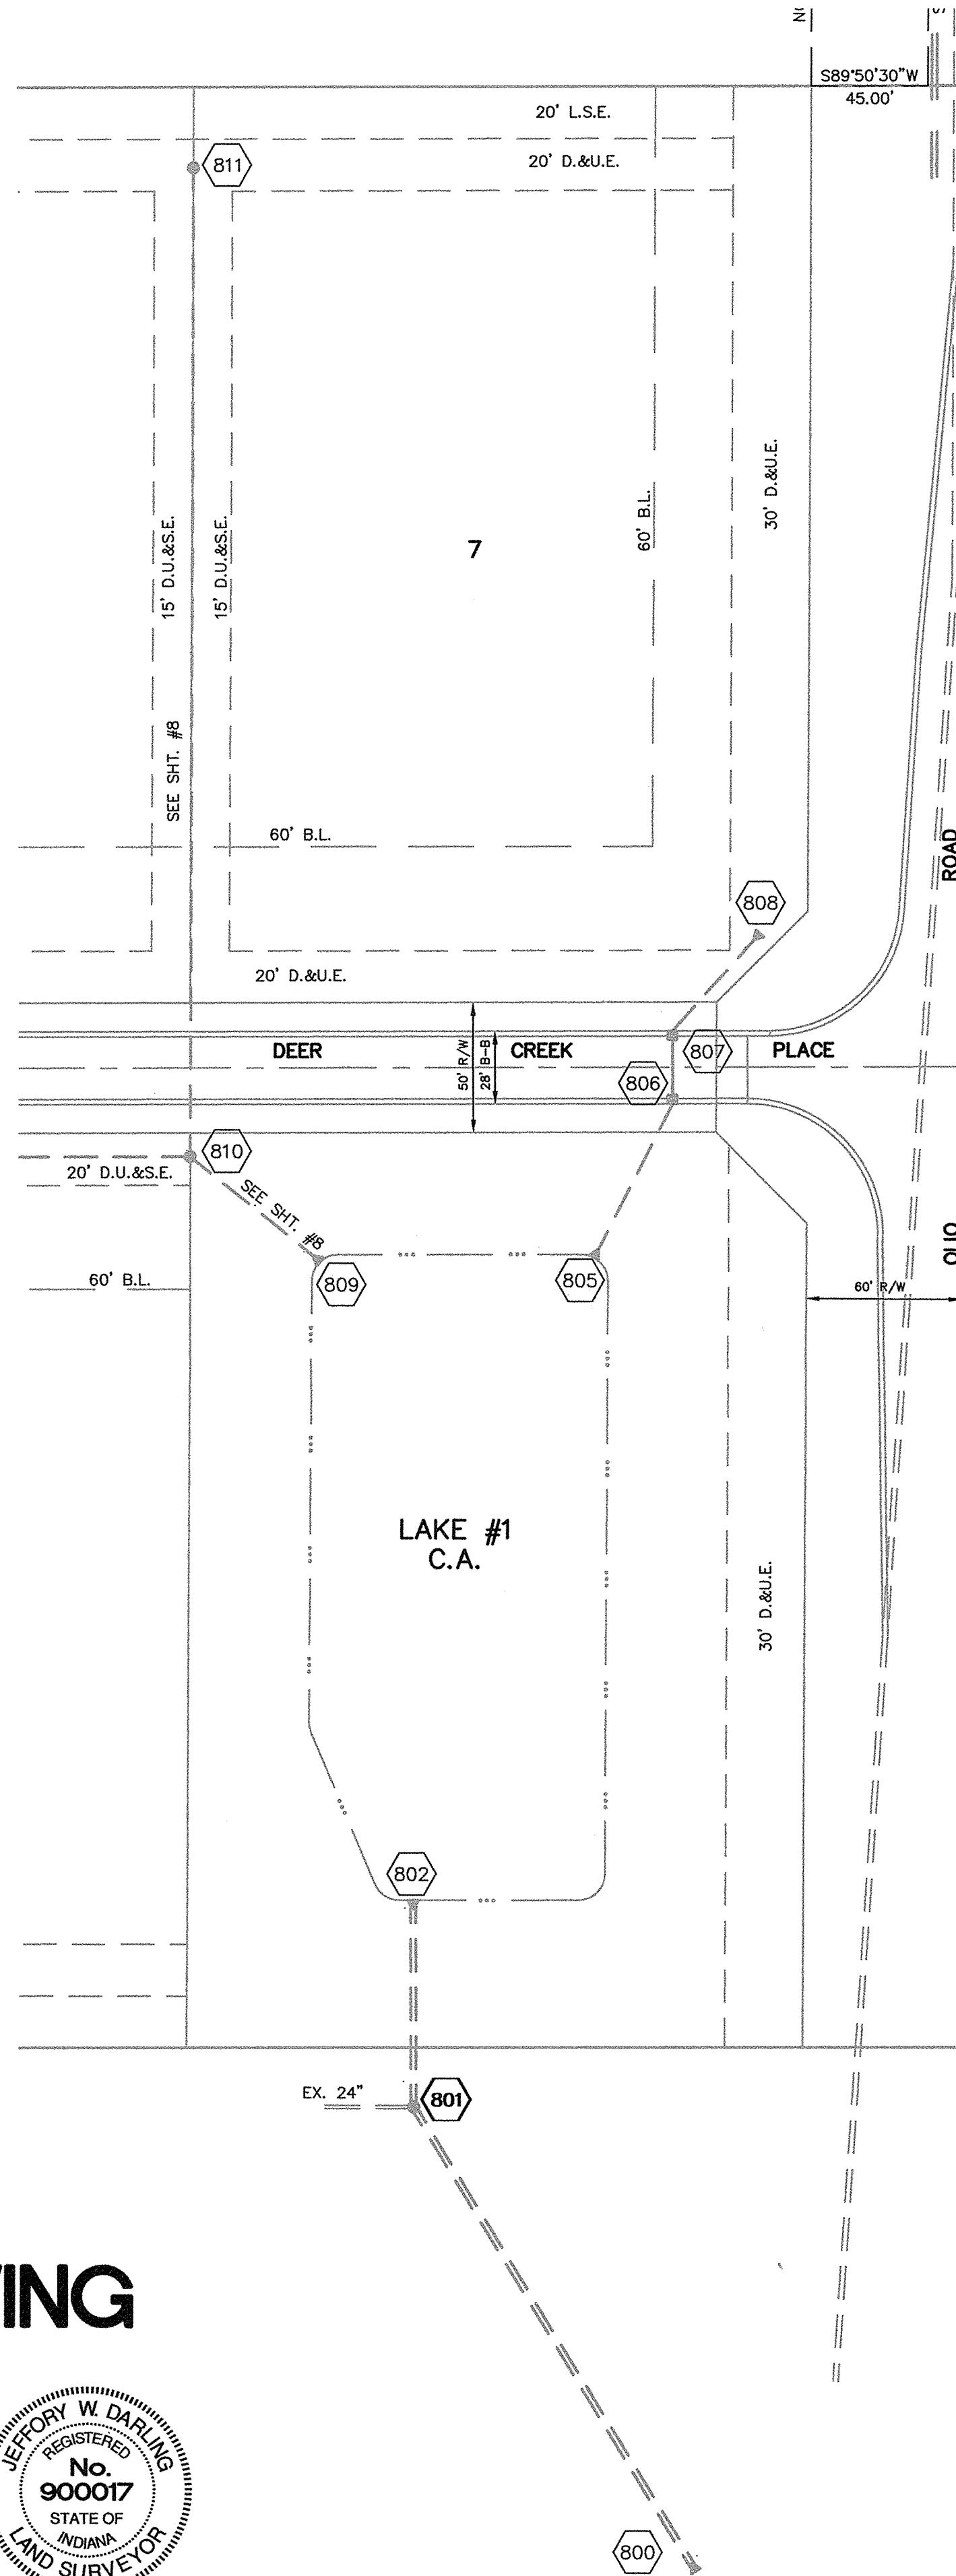 S89°50'30"W
45.00'
20' L.S.E.
20' D.&U.E.
811
15' D.U.&S.E.
15' D.U.&S.E.
7
60' B.L.
30' D.&U.E.
SEE SHT. #8
60' B.L.
ROAD
808
20' D.&U.E.
DEER CREEK PLACE
50' R/W
28' B-B
807
806
810
20' D.U.&S.E.
SEE SHT. #8
OLIO
60' B.L.
809
805
60' R/W
LAKE #1
C.A.
30' D.&U.E.
802
EX. 24"
801
ING
JEFFORY W. DARLING
REGISTERED
No.
900017
STATE OF
INDIANA
LAND SURVEYOR
800